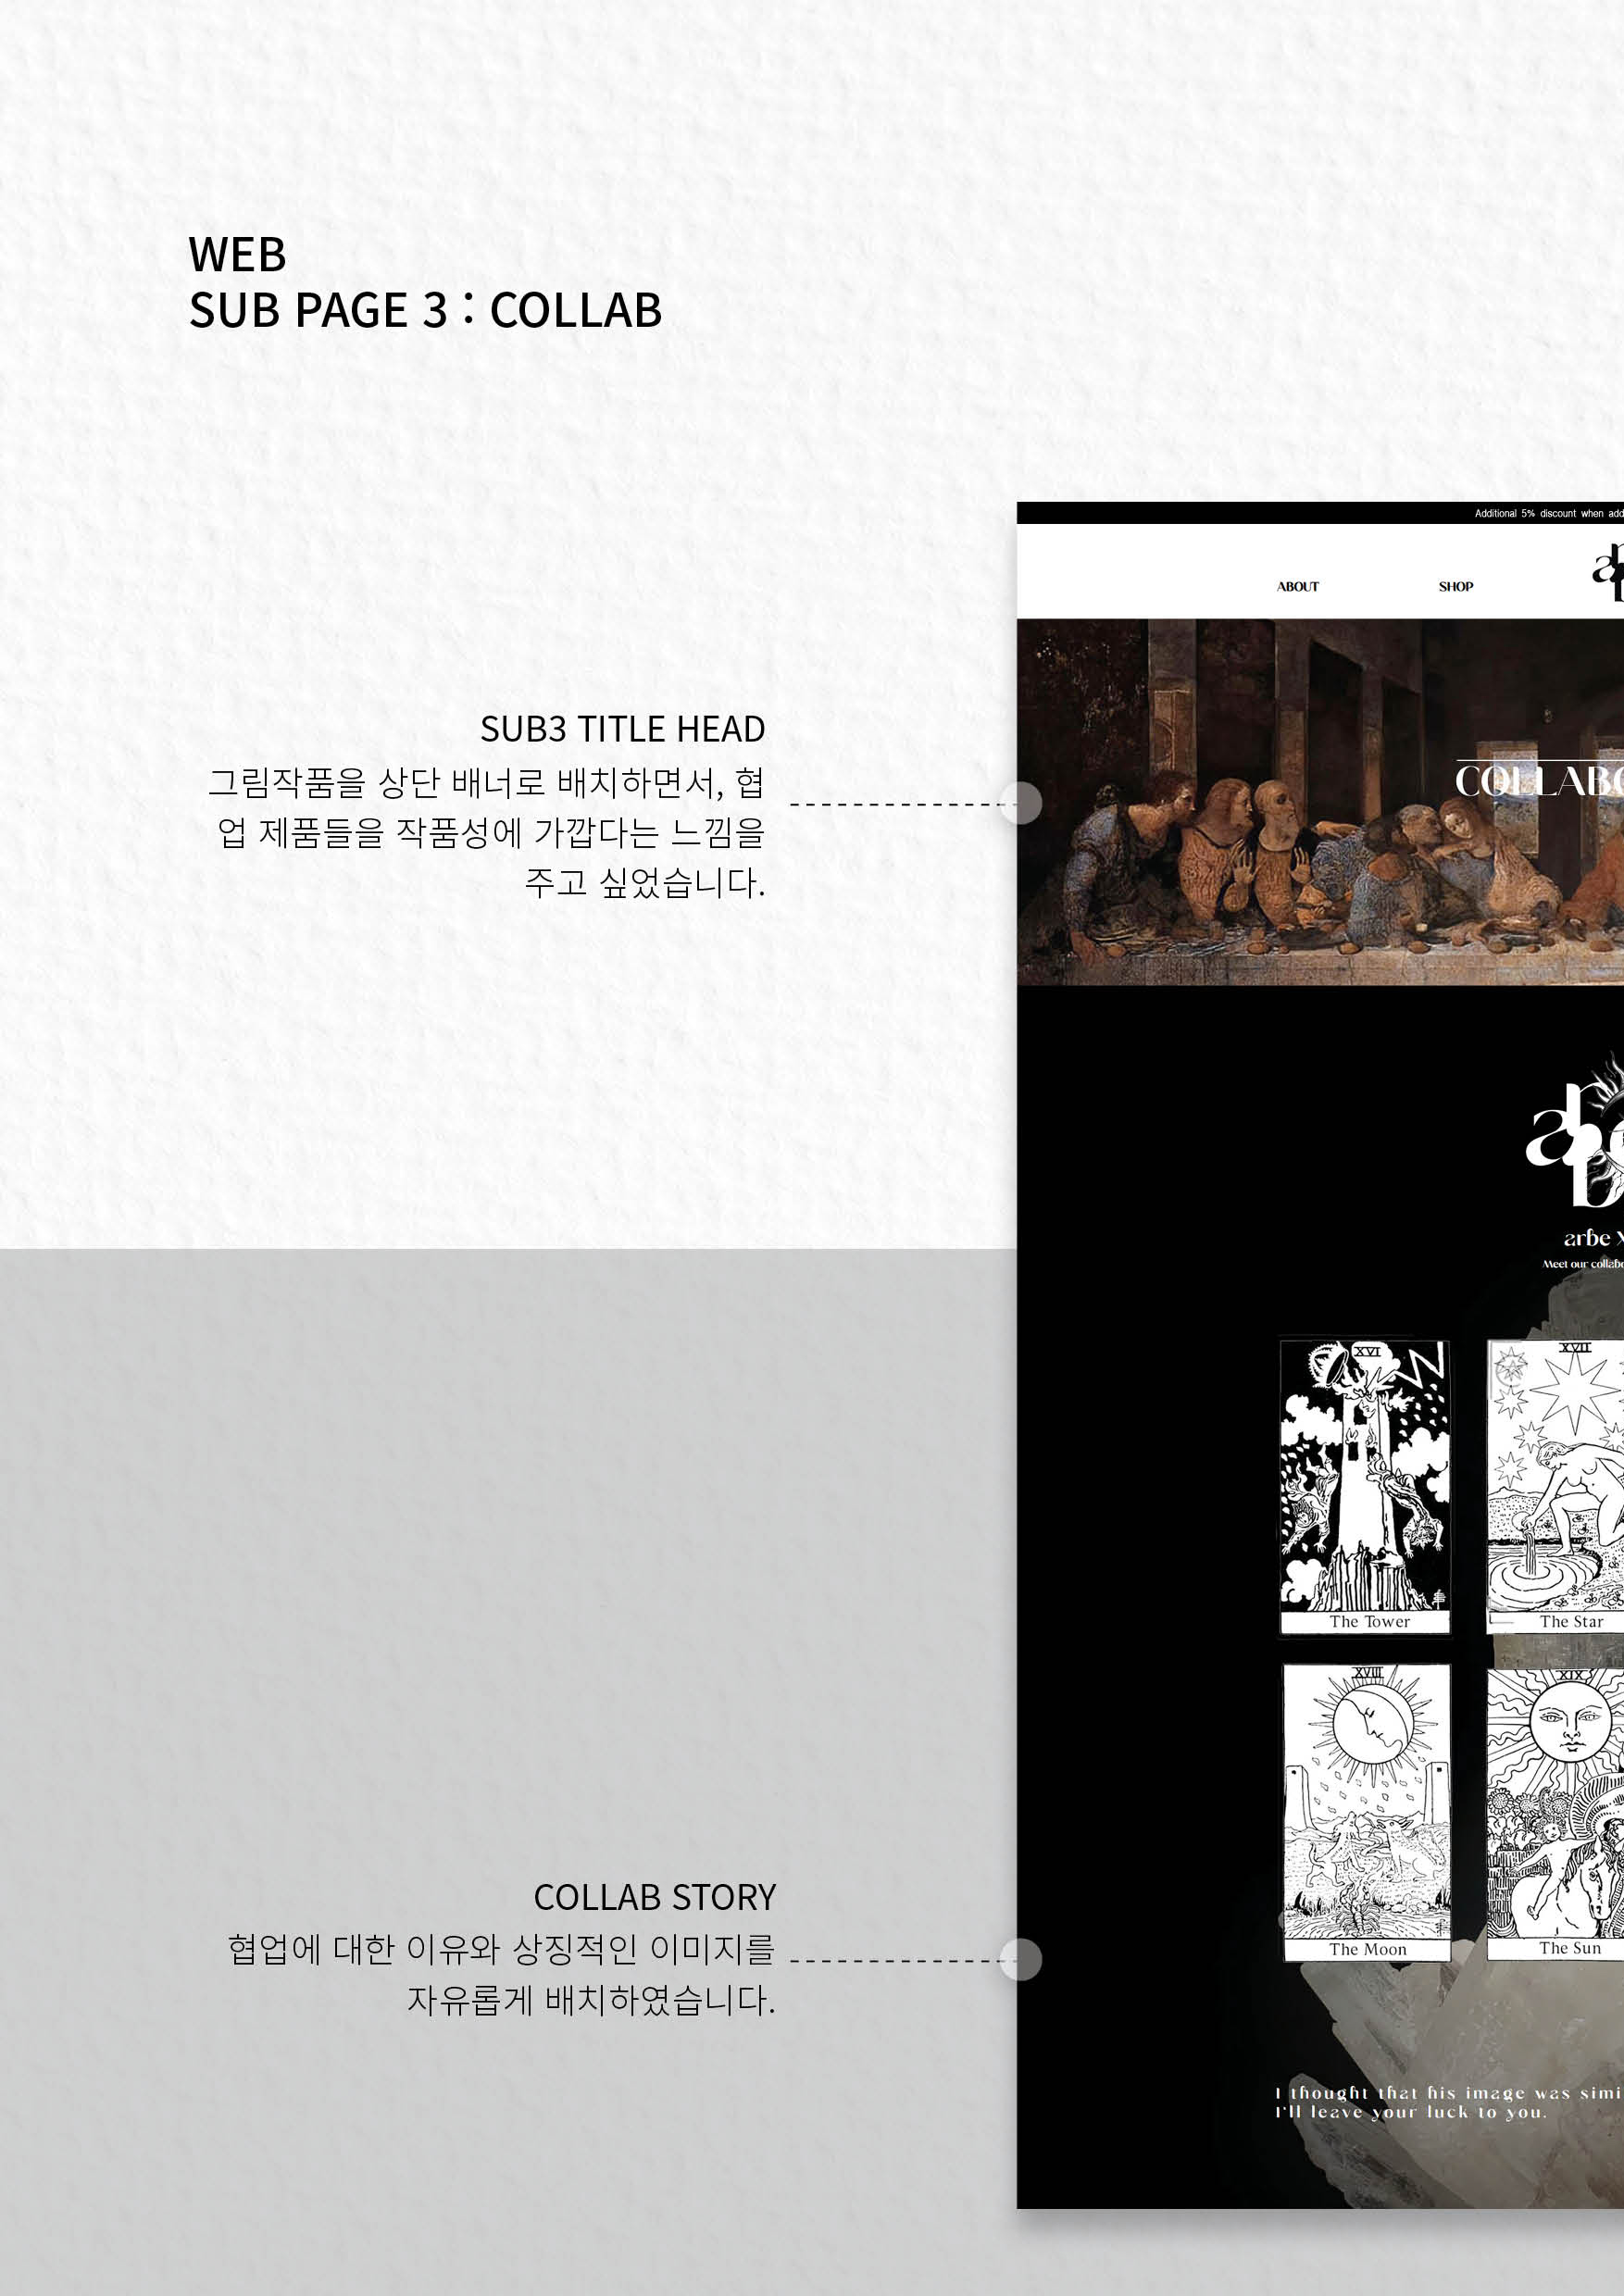 WEB
SUB PAGE 3 : COLLAB
Additional 5% discount when add
ABOUT
SHOP
SUB3 TITLE HEAD
그림작품을 상단 배너로 배치하면서, 협
업 제품들을 작품성에 가깝다는 느낌을
주고 싶었습니다.
COLLABO
arbe X
Meet our collabo
XVI
XVII
The Tower
The Star
XVIII
XIX
The Moon
The Sun
COLLAB STORY
협업에 대한 이유와 상징적인 이미지를
자유롭게 배치하였습니다.
I thought that his image was simi
I'll leave your luck to you.